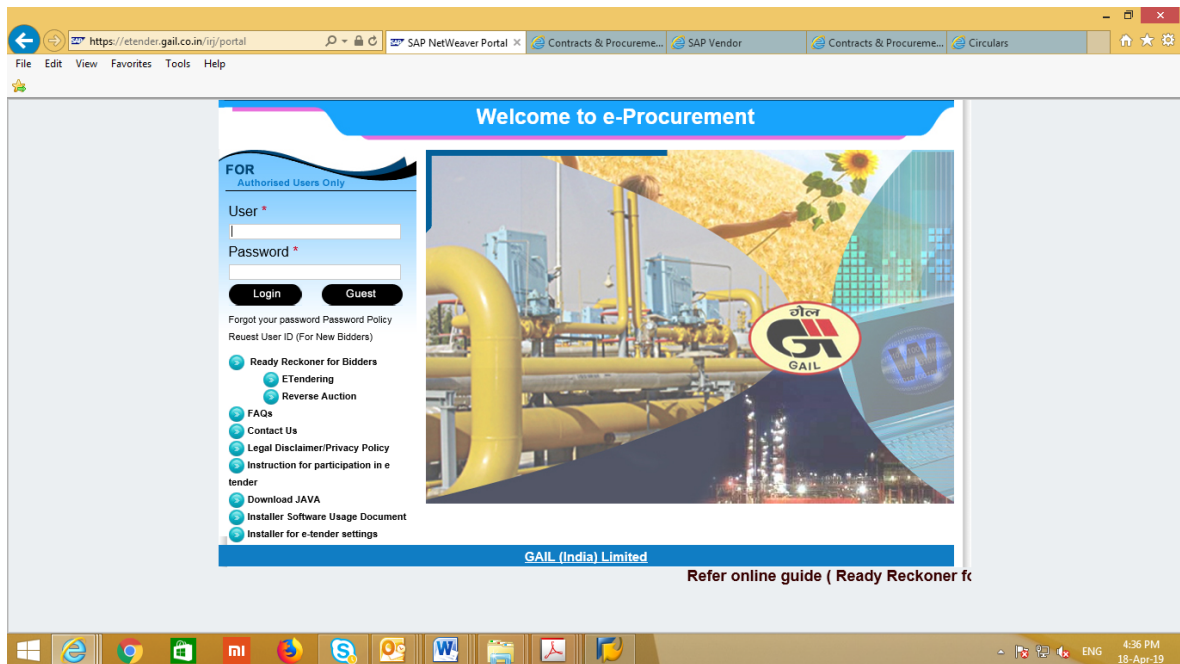 https://etender.gail.co.in/irj/portal
SAP NetWeaver Portal
Contracts & Procureme...
SAP Vendor
Contracts & Procureme...
Circulars
File Edit View Favorites Tools Help
Welcome to e-Procurement
FOR
Authorised Users Only
User *
Password *
Login Guest
Forgot your password Password Policy
Reuest User ID (For New Bidders)
Ready Reckoner for Bidders
ETendering
Reverse Auction
FAQs
Contact Us
Legal Disclaimer/Privacy Policy
Instruction for participation in e
tender
Download JAVA
Installer Software Usage Document
Installer for e-tender settings
गेल
GAIL
W
GAIL (India) Limited
Refer online guide ( Ready Reckoner fo
ENG
4:36 PM
18-Apr-19